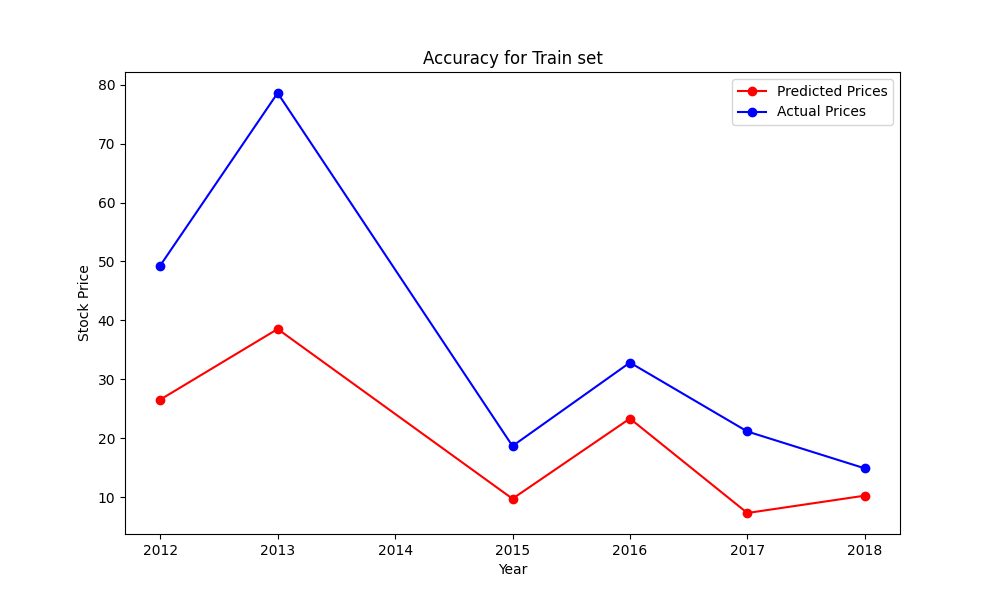 Accuracy for Train set
Predicted Prices
Actual Prices
80
70
60
50
40
30
20
10
Stock Price
2012 2013 2014 2015 2016 2017 2018
Year